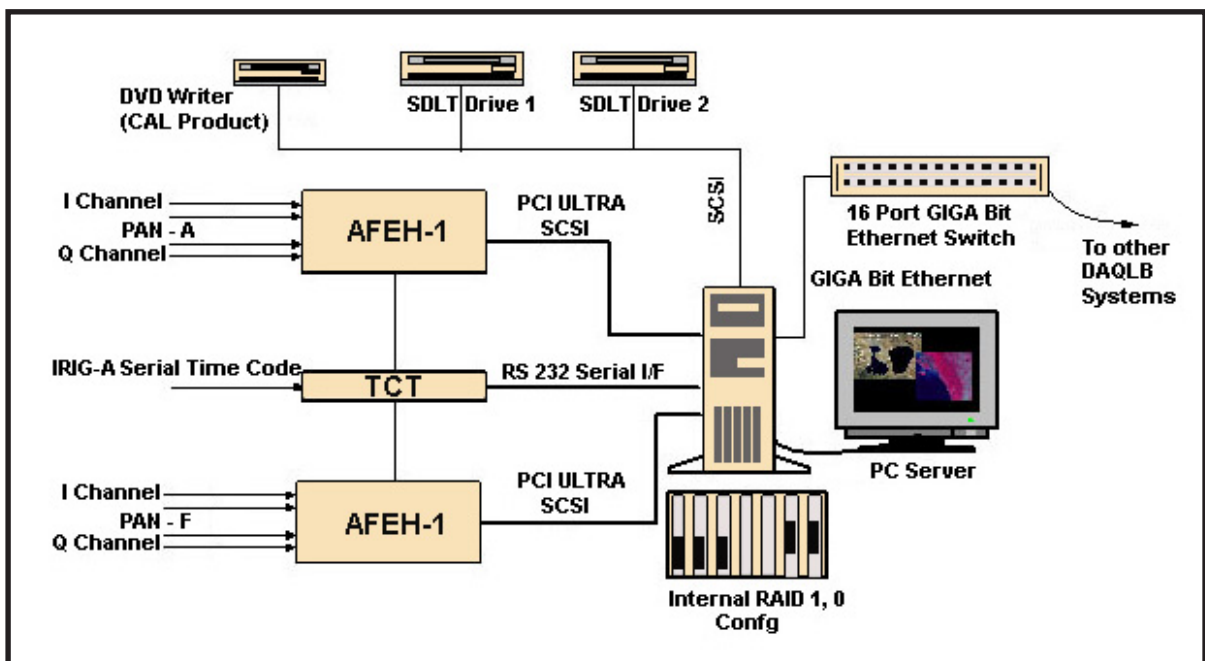 DVD Writer
(CAL Product)
SDLT Drive 1
SDLT Drive 2
SCSI
I Channel
PAN - A
Q Channel
AFEH-1
PCI ULTRA
SCSI
16 Port GIGA Bit
Ethernet Switch
To other
DAQLB
Systems
GIGA Bit Ethernet
IRIG-A Serial Time Code
TCT
RS 232 Serial I/F
PC Server
I Channel
PAN - F
Q Channel
AFEH-1
PCI ULTRA
SCSI
Internal RAID 1, 0
Confg